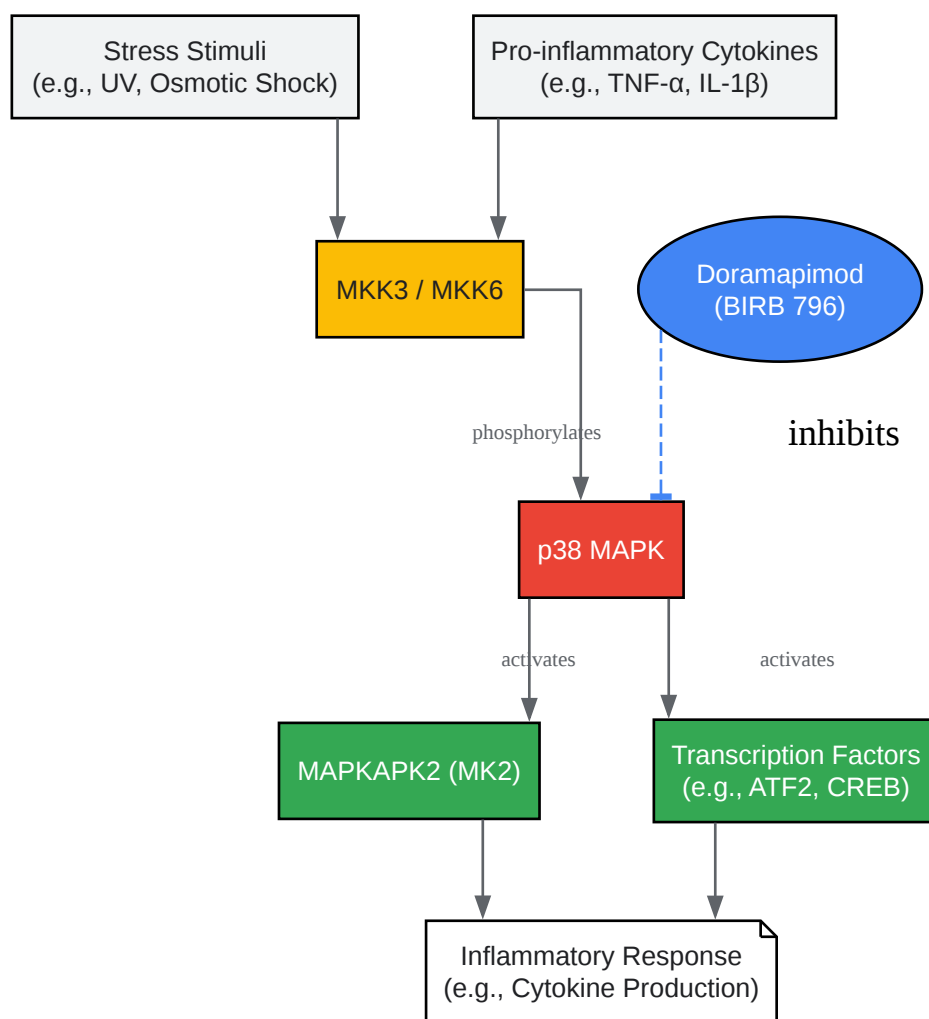 Stress Stimuli
(e.g., UV, Osmotic Shock)
Pro-inflammatory Cytokines
(e.g., TNF-α, IL-1β)
MKK3 / MKK6
Doramapimod
(BIRB 796)
phosphorylates
inhibits
p38 MAPK
activates
activates
MAPKAPK2 (MK2)
Transcription Factors
(e.g., ATF2, CREB)
Inflammatory Response
(e.g., Cytokine Production)